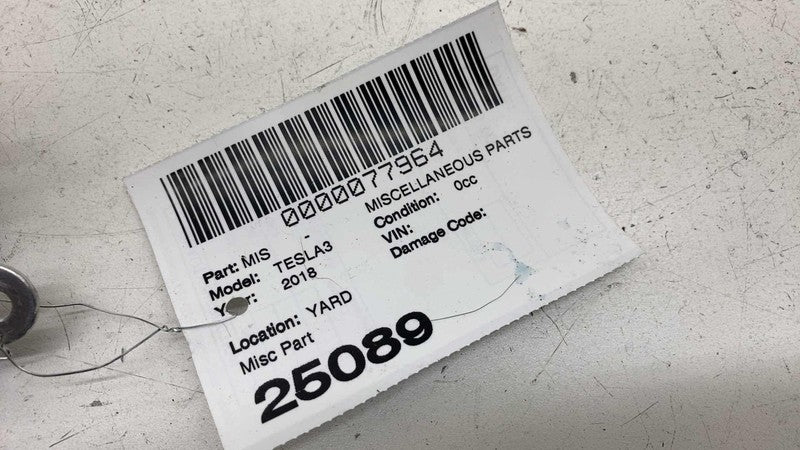 0000077964
Part: MIS - MISCELLANEOUS PARTS
Model: TESLA3 Condition: 0cc
Year: 2018 VIN:
Damage Code:
Location: YARD
Misc Part
25089